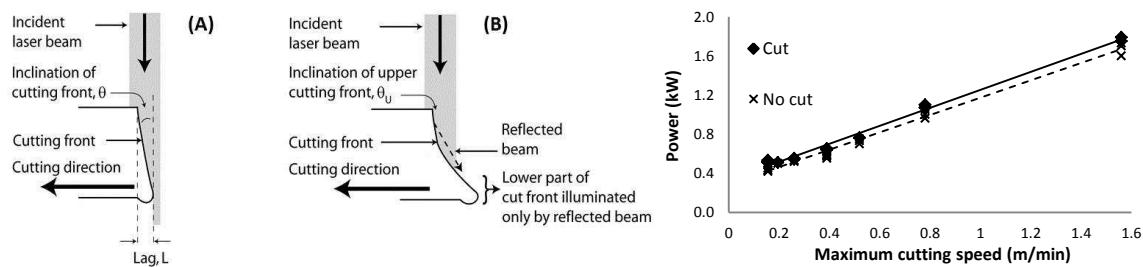 Incident
laser beam
(A)
Inclination of
cutting front, θ
Cutting front
Cutting direction
Lag, L
Incident
laser beam
(B)
Inclination of upper
cutting front, θU
Reflected
beam
Cutting front
Cutting direction
Lower part of
cut front illuminated
only by reflected beam
Power (kW)
2.0
1.6
1.2
0.8
0.4
0.0
Cut
No cut
0 0.2 0.4 0.6 0.8 1 1.2 1.4 1.6
Maximum cutting speed (m/min)